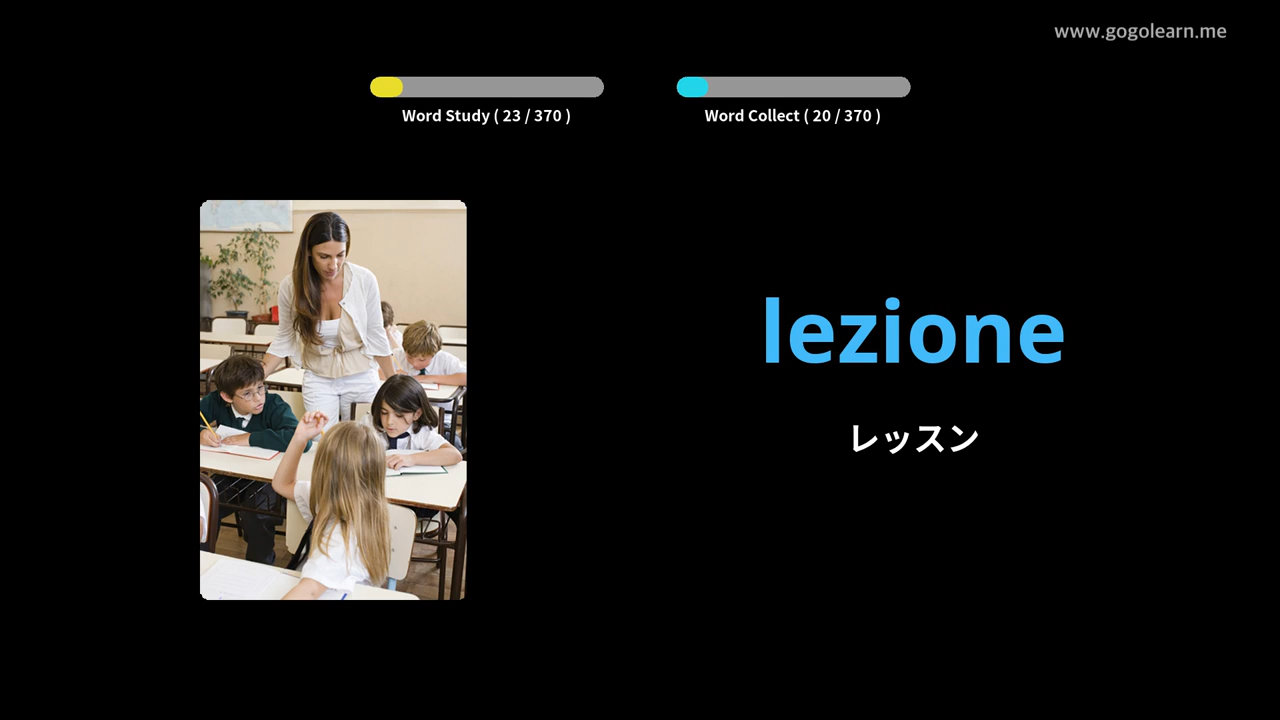 www.gogolearn.me
Word Study ( 23 / 370 )
Word Collect ( 20 / 370 )
lezione
レッスン